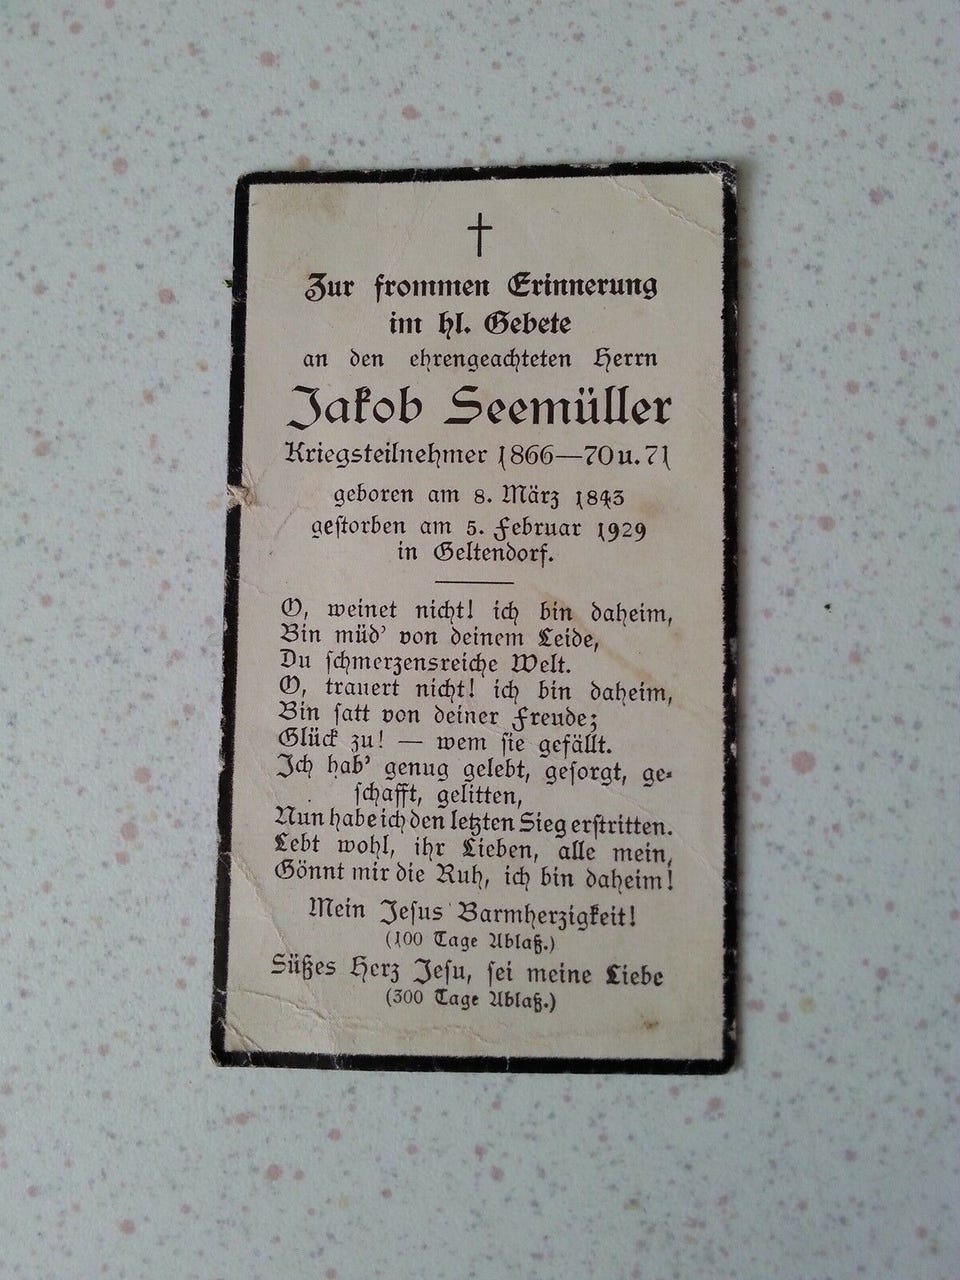 Zur frommen Erinnerung
im hl. Gebete
an den ehrengeachteten Herrn
Jakob Seemüller
Kriegsteilnehmer 1866—70 u. 71
geboren am 8. März 1843
gestorben am 5. Februar 1929
in Geltendorf.
O, weinet nicht! ich bin daheim,
Bin müd' von deinem Leide,
Du schmerzensreiche Welt.
O, trauert nicht! ich bin daheim,
Bin satt von deiner Freude;
Glück zu! — wem sie gefällt.
Ich hab' genug gelebt, gesorgt, ge-
schafft, gelitten,
Nun habe ich den letzten Sieg erstritten.
Lebt wohl, ihr Lieben, alle mein,
Gönnt mir die Ruh, ich bin daheim!
Mein Jesus Barmherzigkeit!
(100 Tage Ablaß.)
Süßes Herz Jesu, sei meine Liebe
(300 Tage Ablaß.)